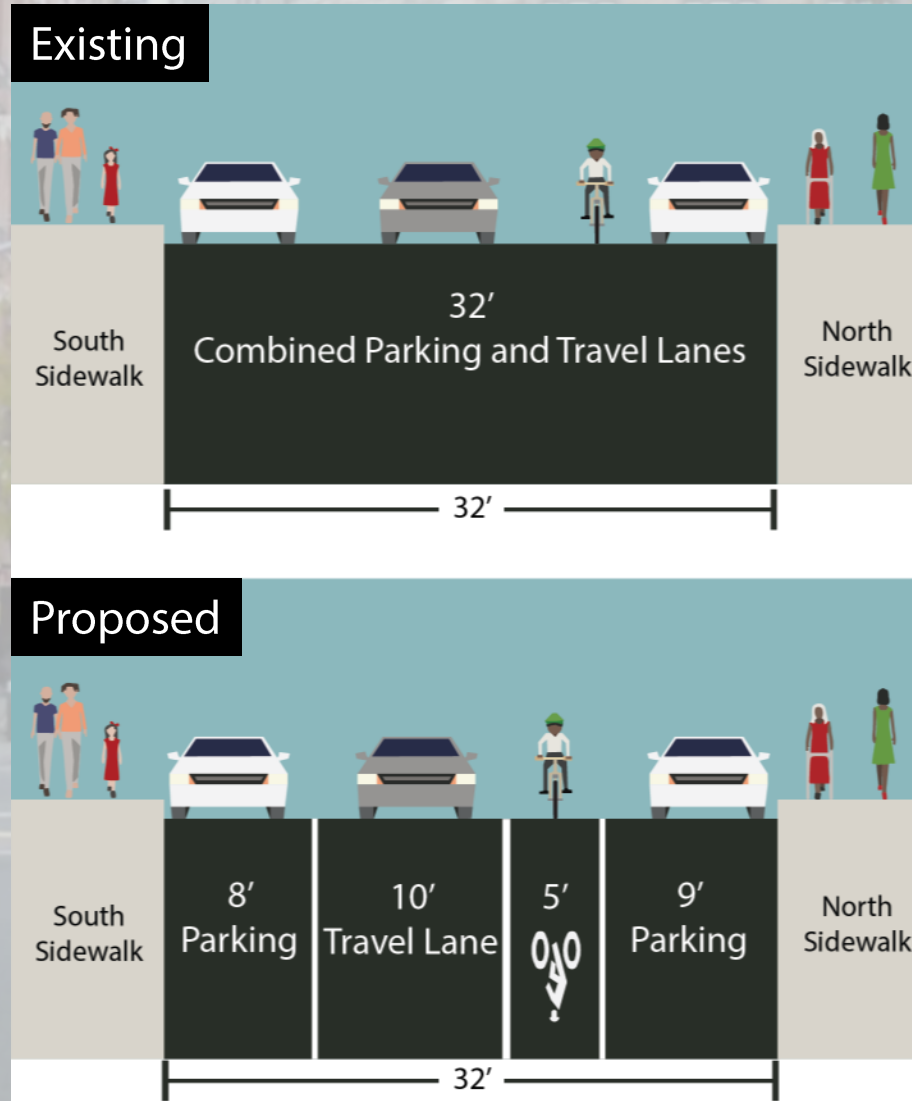 Existing
32′
Combined Parking and Travel Lanes
South
Sidewalk
North
Sidewalk
32′
Proposed
8′
Parking
10′
Travel Lane
5′
9′
Parking
South
Sidewalk
North
Sidewalk
32′